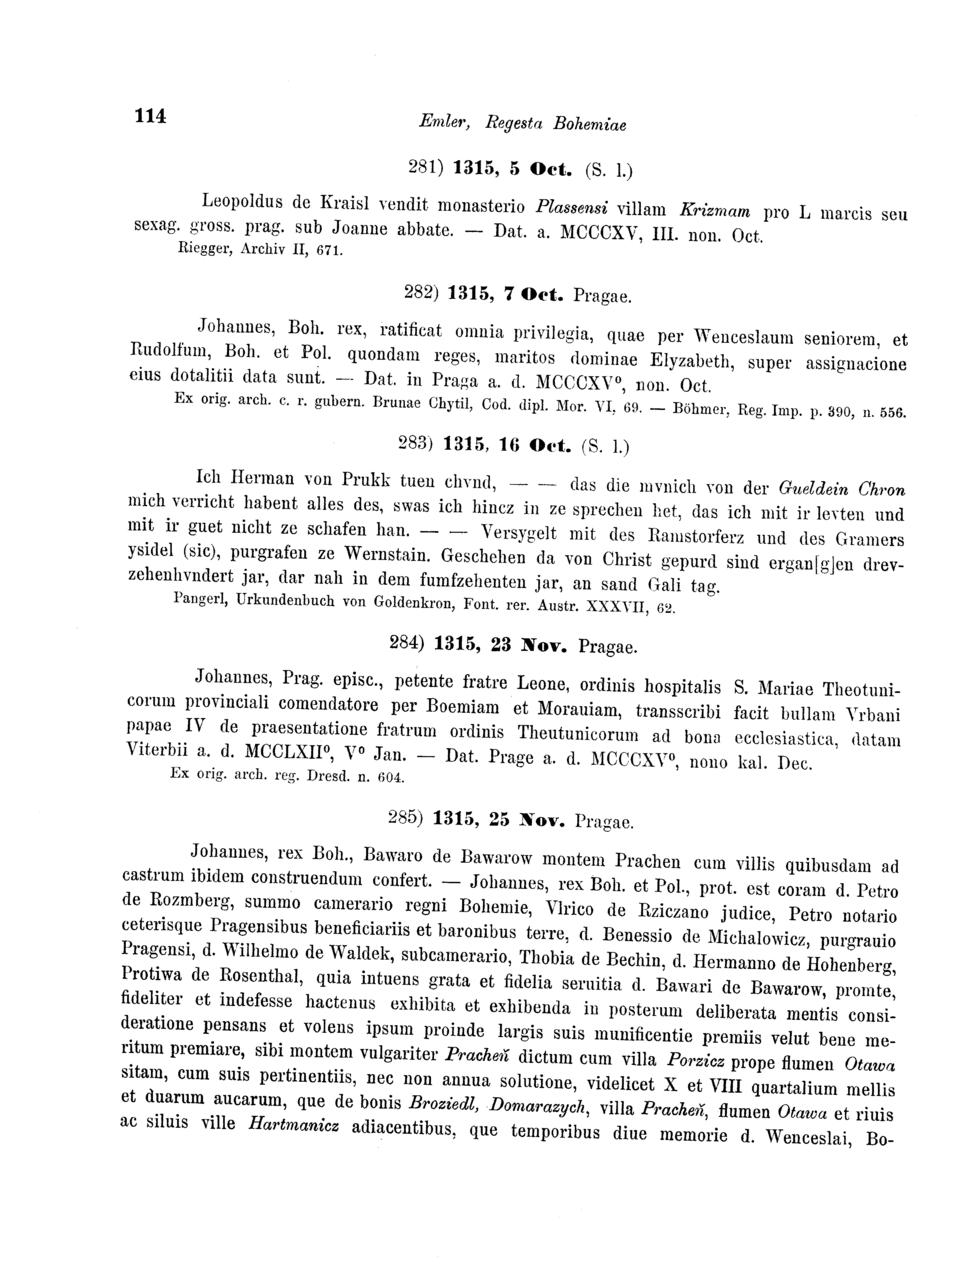 114
Emler, Regesta Bohemiae
281) 1315, 5 Oct. (S. l.)
Leopoldus de Kraisl vendit monasterio Plassensi villam Krizmam pro L marcis seu
sexag. gross. prag. sub Joanne abbate. — Dat. a. MCCCXV, III. non. Oct.
Riegger, Archiv II, 671.
282) 1315, 7 Oct. Pragae.
Johannes, Boh. rex, ratificat omnia privilegia, quae per Wenceslaum seniorem, et
Rudolfum, Boh. et Pol. quondam reges, maritos dominae Elyzabeth, super assignacione
eius dotalitii data sunt. — Dat. in Praga a. d. MCCCXV⁰, non. Oct.
Ex orig. arch. c. r. gubern. Brunae Chytil, Cod. dipl. Mor. VI, 69. — Böhmer, Reg. Imp. p. 390, n. 556.
283) 1315, 16 Oct. (S. l.)
Ich Herman von Prukk tuen chvnd, — — das die mvnich von der Gueldein Chron
mich verricht habent alles des, swas ich hincz in ze sprechen het, das ich mit ir levten und
mit ir guet nicht ze schafen han. — — Versygelt mit des Ramstorferz und des Gramers
ysidel (sic), purgrafen ze Wernstain. Geschehen da von Christ gepurd sind ergan[g]en drev-
zehenhvndert jar, dar nah in dem fumfzehenten jar, an sand Gali tag.
Pangerl, Urkundenbuch von Goldenkron, Font. rer. Austr. XXXVII, 62.
284) 1315, 23 Nov. Pragae.
Johannes, Prag. episc., petente fratre Leone, ordinis hospitalis S. Mariae Theotuni-
corum provinciali comendatore per Boemiam et Morauiam, transscribi facit bullam Vrbani
papae IV de praesentatione fratrum ordinis Theutunicorum ad bona ecclesiastica, datam
Viterbii a. d. MCCLXII⁰, V⁰ Jan. — Dat. Prage a. d. MCCCXV⁰, nono kal. Dec.
Ex orig. arch. reg. Dresd. n. 604.
285) 1315, 25 Nov. Pragae.
Johannes, rex Boh., Bawaro de Bawarow montem Prachen cum villis quibusdam ad
castrum ibidem construendum confert. — Johannes, rex Boh. et Pol., prot. est coram d. Petro
de Rozmberg, summo camerario regni Bohemie, Vlrico de Rziczano judice, Petro notario
ceterisque Pragensibus beneficiariis et baronibus terre, d. Benessio de Michalowicz, purgrauio
Pragensi, d. Wilhelmo de Waldek, subcamerario, Thobia de Bechin, d. Hermanno de Hohenberg,
Protiwa de Rosenthal, quia intuens grata et fidelia seruitia d. Bawari de Bawarow, promte,
fideliter et indefesse hactenus exhibita et exhibenda in posterum deliberata mentis consi-
deratione pensans et volens ipsum proinde largis suis munificentie premiis velut bene me-
ritum premiare, sibi montem vulgariter Pracheň dictum cum villa Porzicz prope flumen Otawa
sitam, cum suis pertinentiis, nec non annua solutione, videlicet X et VIII quartalium mellis
et duarum aucarum, que de bonis Broziedl, Domarazych, villa Pracheň, flumen Otawa et riuis
ac siluis ville Hartmanicz adiacentibus, que temporibus diue memorie d. Wenceslai, Bo-